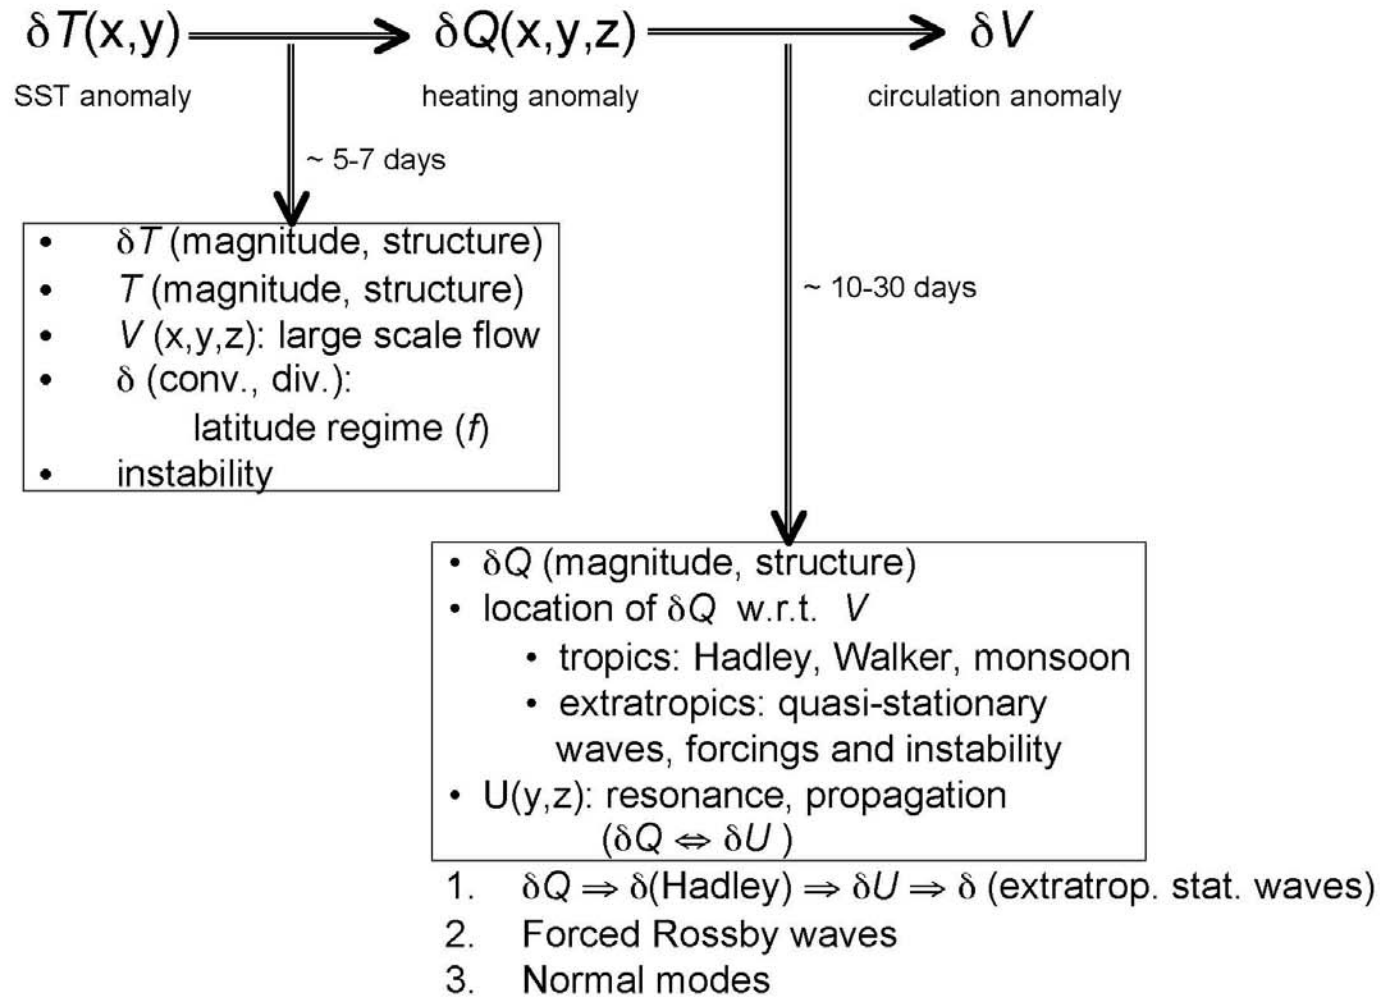 δT(x,y) δQ(x,y,z) δV
SST anomaly heating anomaly circulation anomaly
~ 5-7 days
• δT (magnitude, structure)
• T (magnitude, structure)
• V (x,y,z): large scale flow
• δ (conv., div.):
latitude regime (f)
• instability
~ 10-30 days
• δQ (magnitude, structure)
• location of δQ w.r.t. V
• tropics: Hadley, Walker, monsoon
• extratropics: quasi-stationary
waves, forcings and instability
• U(y,z): resonance, propagation
(δQ ⇔ δU )
1. δQ ⇒ δ(Hadley) ⇒ δU ⇒ δ (extratrop. stat. waves)
2. Forced Rossby waves
3. Normal modes